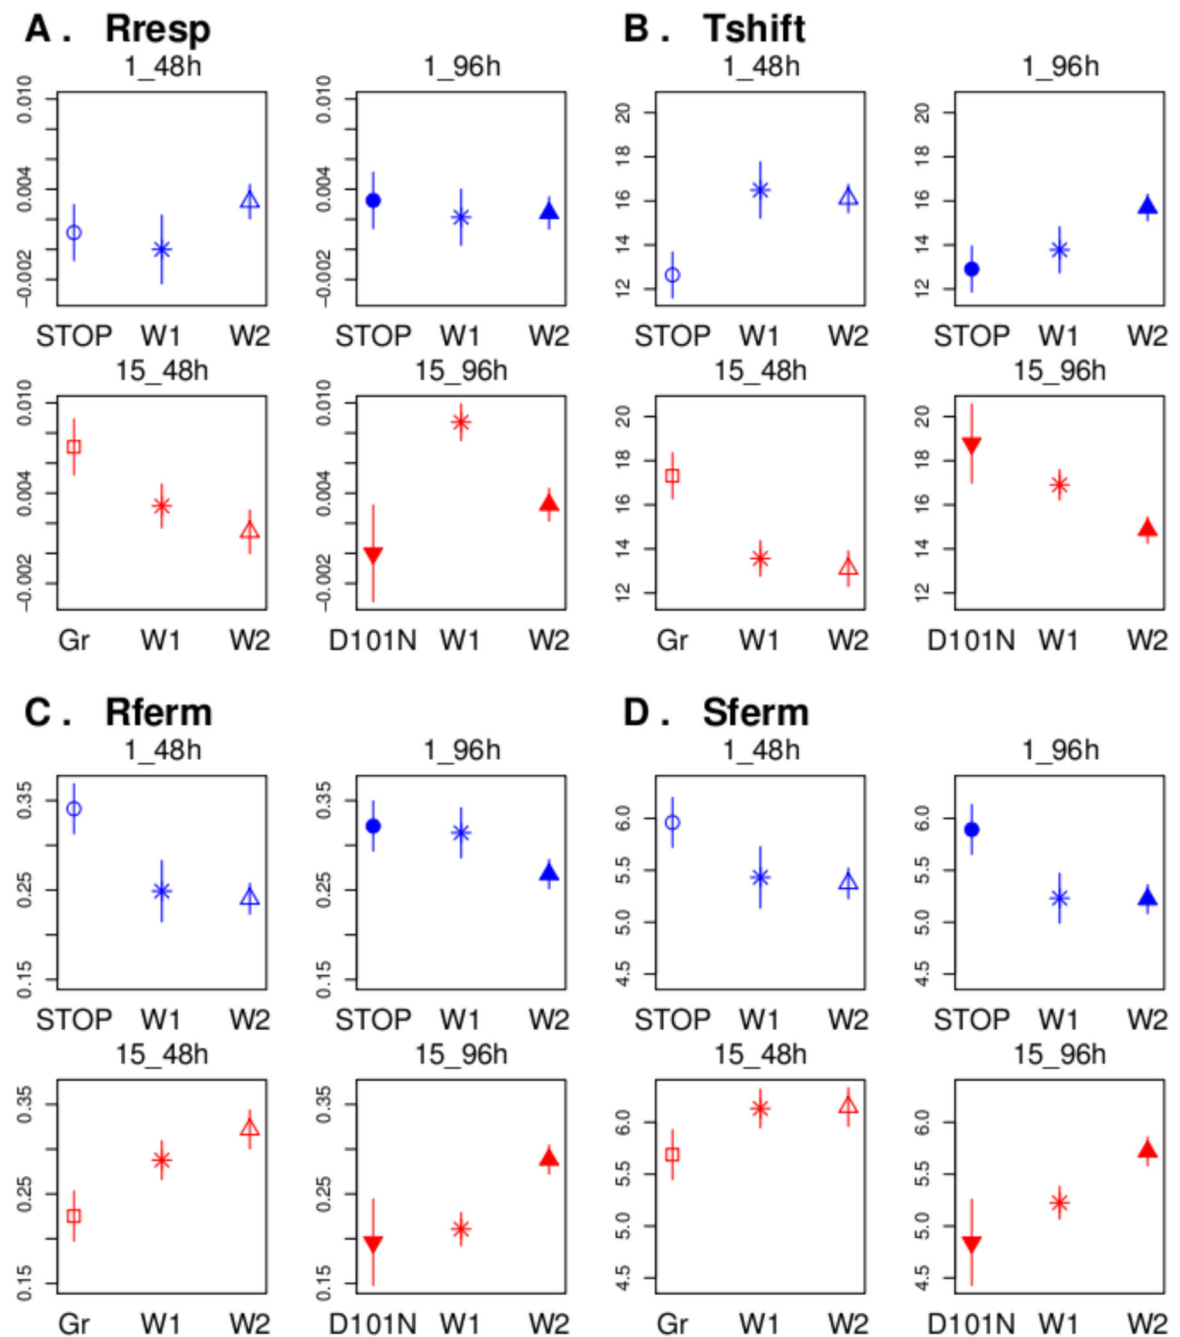 A . Rresp
B . Tshift
1_48h 1_96h 1_48h 1_96h
0.010 0.004 -0.002
0.010 0.004 -0.002
20 18 16 14 12
20 18 16 14 12
STOP W1 W2 STOP W1 W2 STOP W1 W2 STOP W1 W2
15_48h 15_96h 15_48h 15_96h
0.010 0.004 -0.002
0.010 0.004 -0.002
20 18 16 14 12
20 18 16 14 12
Gr W1 W2 D101N W1 W2 Gr W1 W2 D101N W1 W2
C . Rferm
D . Sferm
1_48h 1_96h 1_48h 1_96h
0.35 0.25 0.15
0.35 0.25 0.15
6.0 5.5 5.0 4.5
6.0 5.5 5.0 4.5
STOP W1 W2 STOP W1 W2 STOP W1 W2 STOP W1 W2
15_48h 15_96h 15_48h 15_96h
0.35 0.25 0.15
0.35 0.25 0.15
6.0 5.5 5.0 4.5
6.0 5.5 5.0 4.5
Gr W1 W2 D101N W1 W2 Gr W1 W2 D101N W1 W2